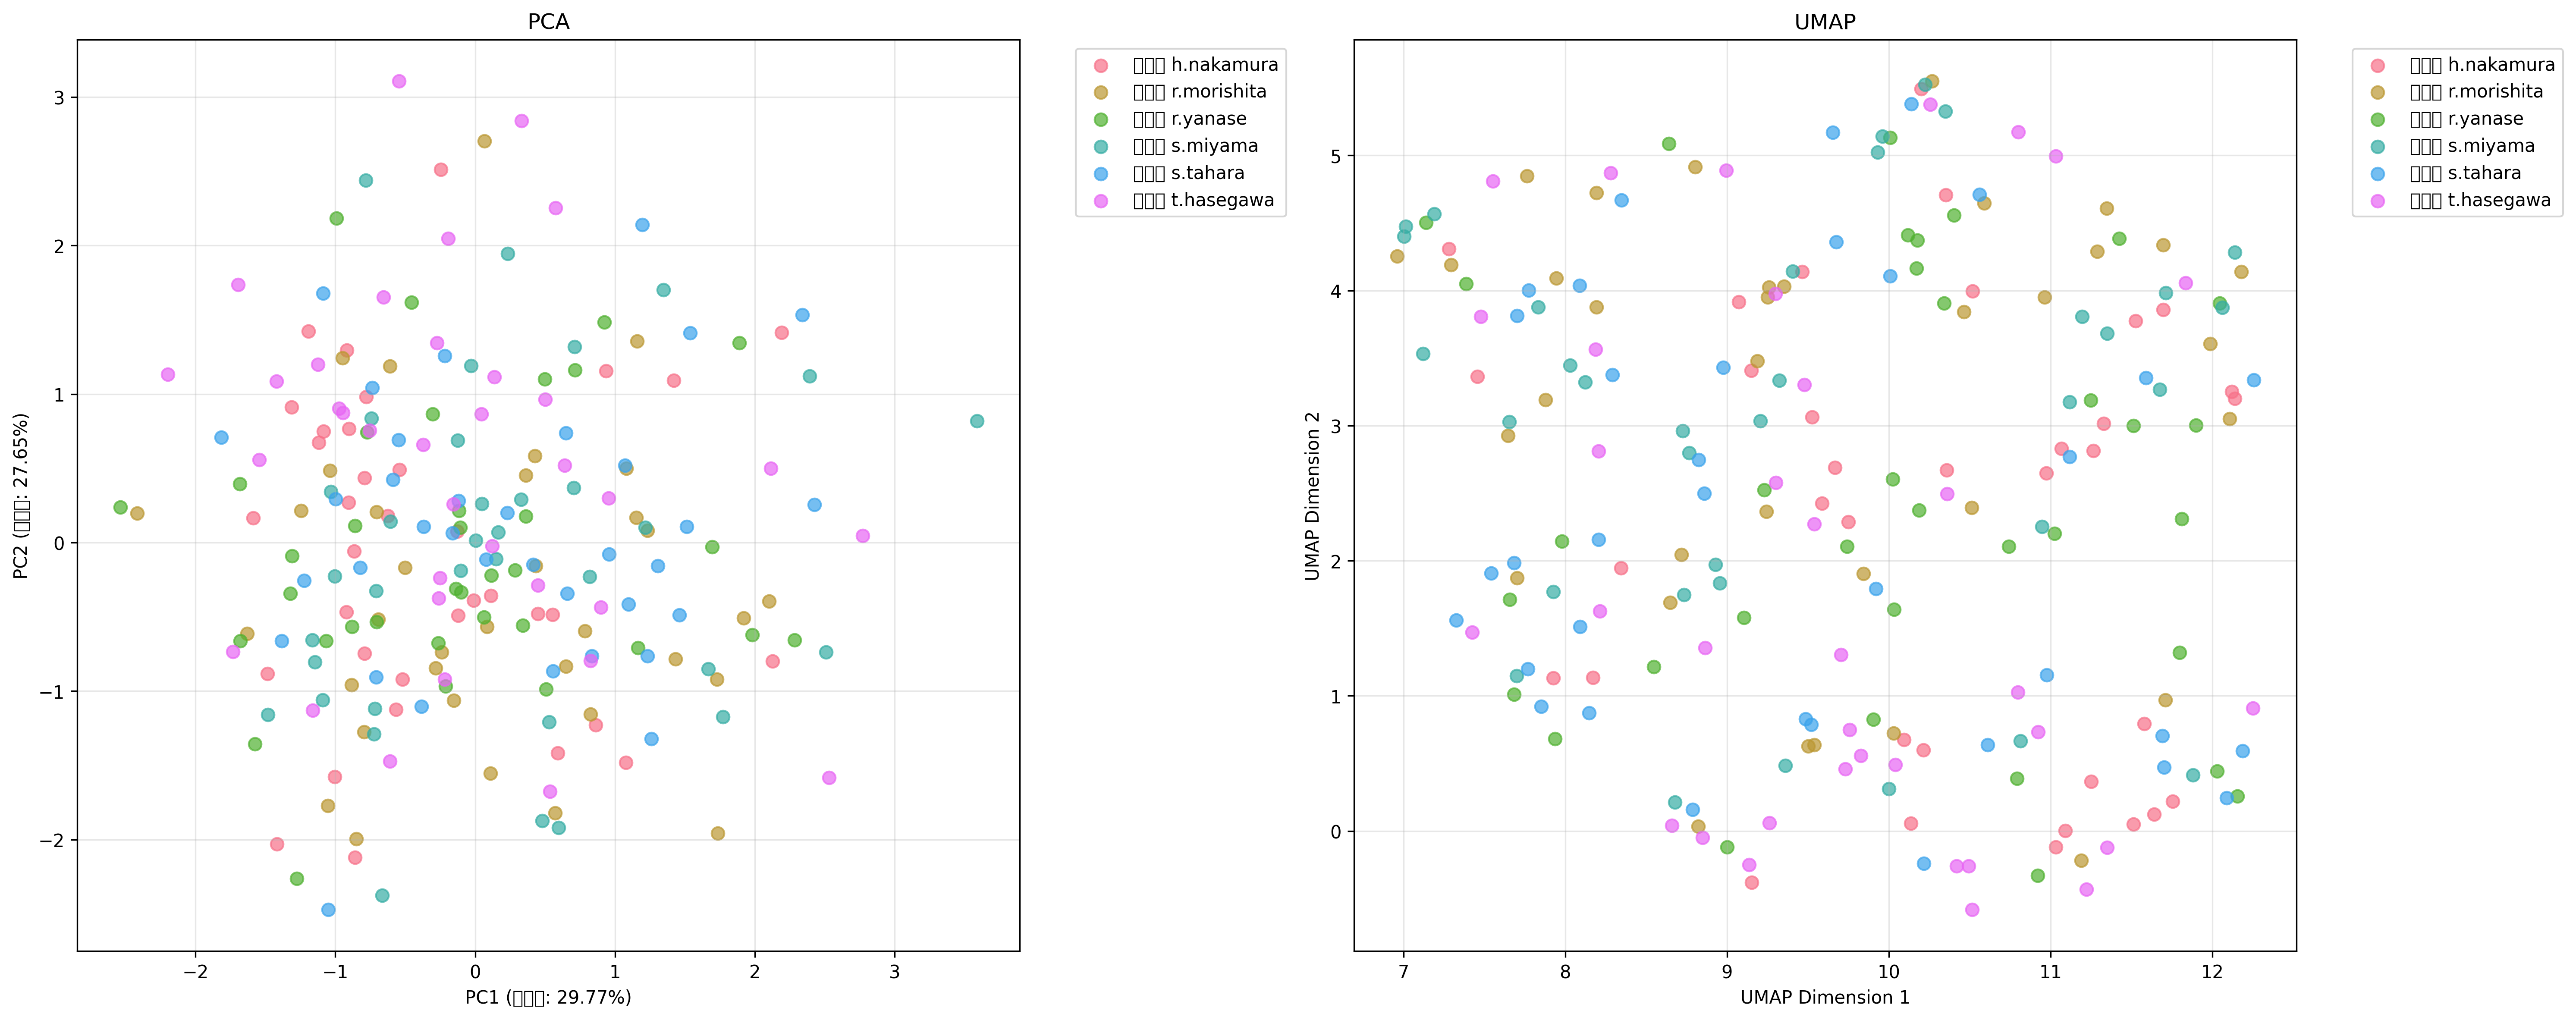 PCA
3
2
1
0
−1
−2
PC2 (□□□: 27.65%)
−2
−1
0
1
2
3
PC1 (□□□: 29.77%)
□□□ h.nakamura
□□□ r.morishita
□□□ r.yanase
□□□ s.miyama
□□□ s.tahara
□□□ t.hasegawa
UMAP
5
4
3
2
1
0
UMAP Dimension 2
7
8
9
10
11
12
UMAP Dimension 1
□□□ h.nakamura
□□□ r.morishita
□□□ r.yanase
□□□ s.miyama
□□□ s.tahara
□□□ t.hasegawa